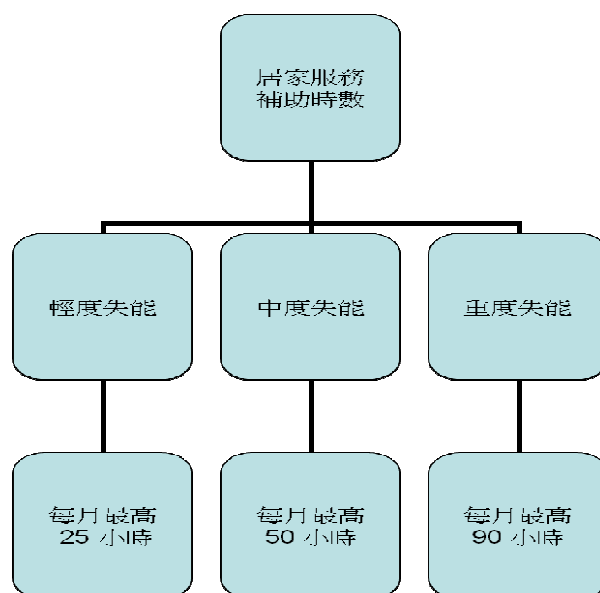 居家服務
補助時數
輕度失能
中度失能
重度失能
每月最高
25 小時
每月最高
50 小時
每月最高
90 小時